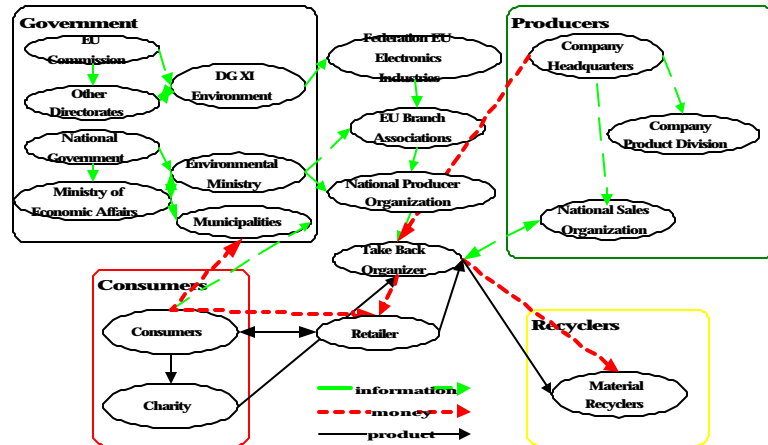 Government
EU
Commission
Other
Directorates
DG XI
Environment
National
Government
Ministry of
Economic Affairs
Environmental
Ministry
Municipalities
Federation EU
Electronics
Industries
EU Branch
Associations
National Producer
Organization
Take Back
Organizer
Retailer
Producers
Company
Headquarters
Company
Product Division
National Sales
Organization
Consumers
Consumers
Charity
Recyclers
Material
Recyclers
information
money
product